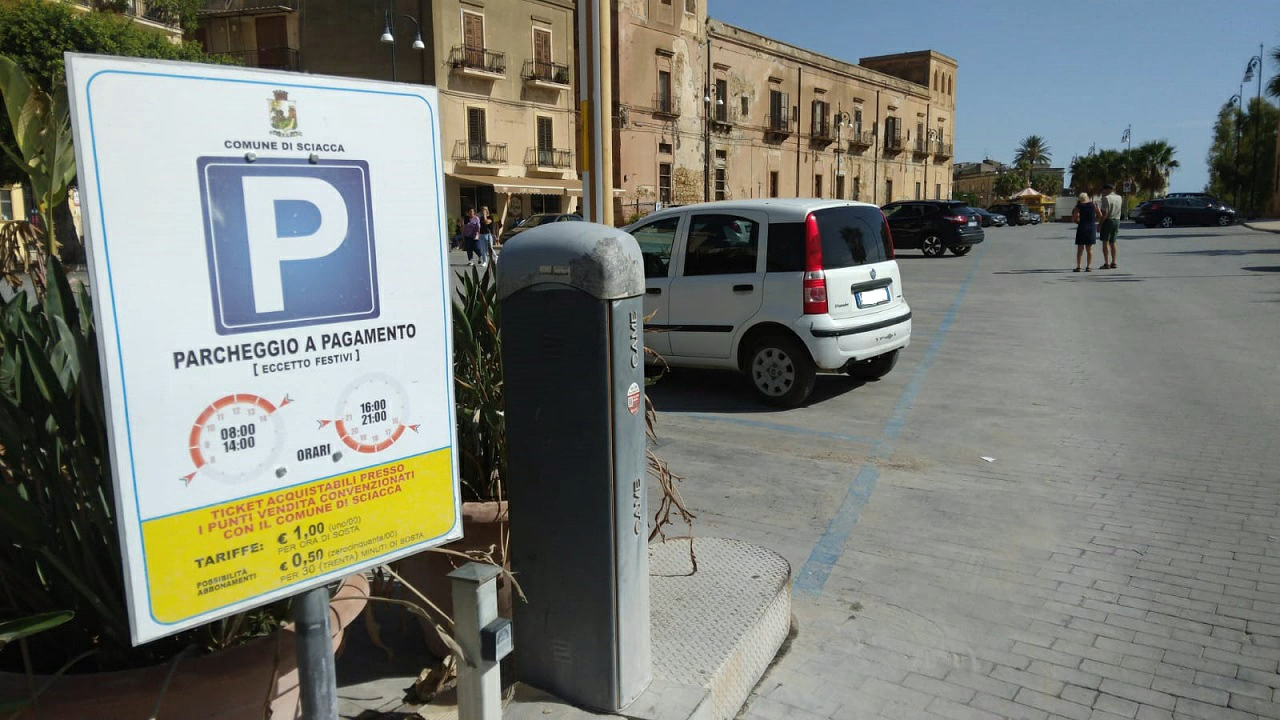 COMUNE DI SCIACCA
P
PARCHEGGIO A PAGAMENTO
[ ECCETTO FESTIVI ]
08:00
14:00
ORARI
16:00
21:00
TICKET ACQUISTABILI PRESSO
I PUNTI VENDITA CONVENZIONATI
CON IL COMUNE DI SCIACCA
TARIFFE: € 1,00 (uno/00)
PER ORA DI SOSTA
POSSIBILITÀ
ABBONAMENTI
€ 0,50 (zerocinquanta/00)
PER 30 (TRENTA) MINUTI DI SOSTA
CAME
CAME